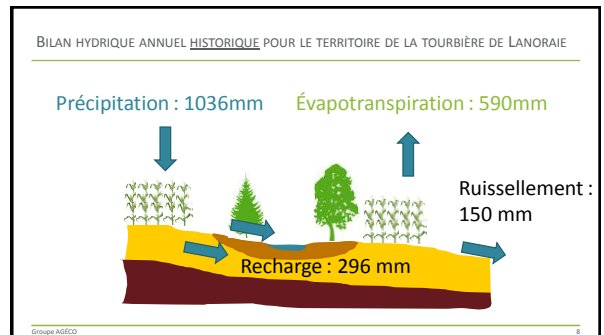 BILAN HYDRIQUE ANNUEL HISTORIQUE POUR LE TERRITOIRE DE LA TOURBIÈRE DE LANORAIE
Précipitation : 1036mm
Évapotranspiration : 590mm
Ruissellement :
150 mm
Recharge : 296 mm
Groupe AGÉCO
8